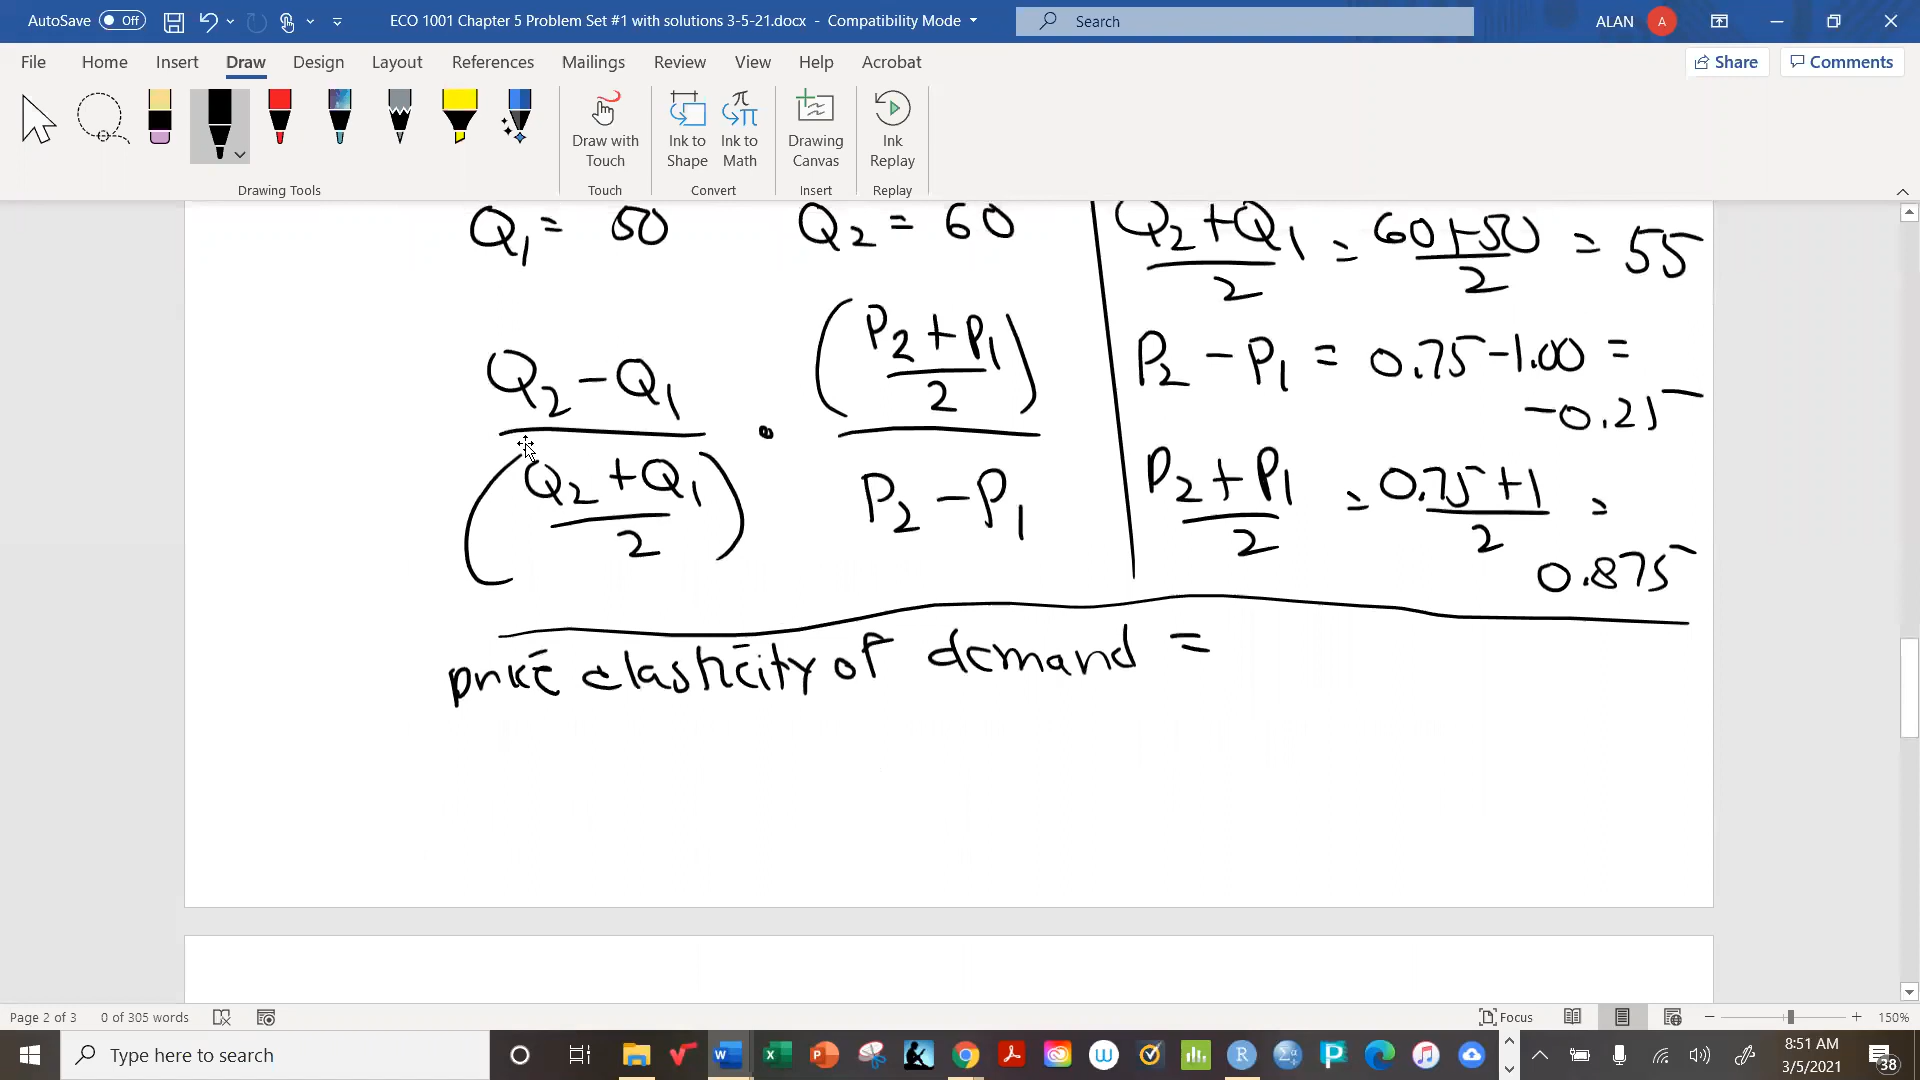 AutoSave Off ECO 1001 Chapter 5 Problem Set #1 with solutions 3-5-21.docx - Compatibility Mode Search ALAN A
File Home Insert Draw Design Layout References Mailings Review View Help Acrobat Share Comments
Draw with Touch
Ink to Shape
Ink to Math
Drawing Canvas
Ink Replay
Drawing Tools Touch Convert Insert Replay
Q1 = 50 Q2 = 60
(Q2 - Q1) / ((Q2 + Q1)/2) • ((P2 + P1)/2) / (P2 - P1)
(Q2 + Q1)/2 = (60+50)/2 = 55
P2 - P1 = 0.75 - 1.00 =
-0.25
(P2 + P1)/2 = (0.75 + 1)/2 =
0.875
price elasticity of demand =
Page 2 of 3 0 of 305 words Focus - + 150%
Type here to search
8:51 AM
3/5/2021
38